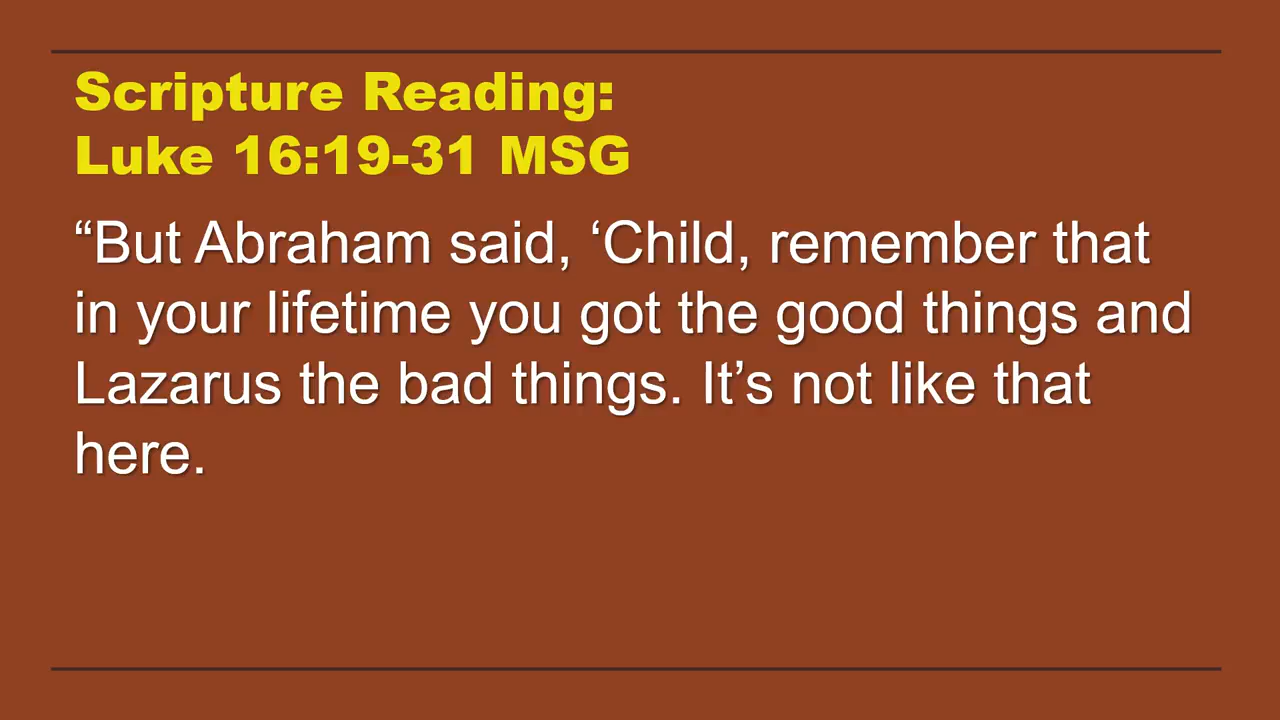 Scripture Reading:
Luke 16:19-31 MSG
“But Abraham said, ‘Child, remember that
in your lifetime you got the good things and
Lazarus the bad things. It’s not like that
here.